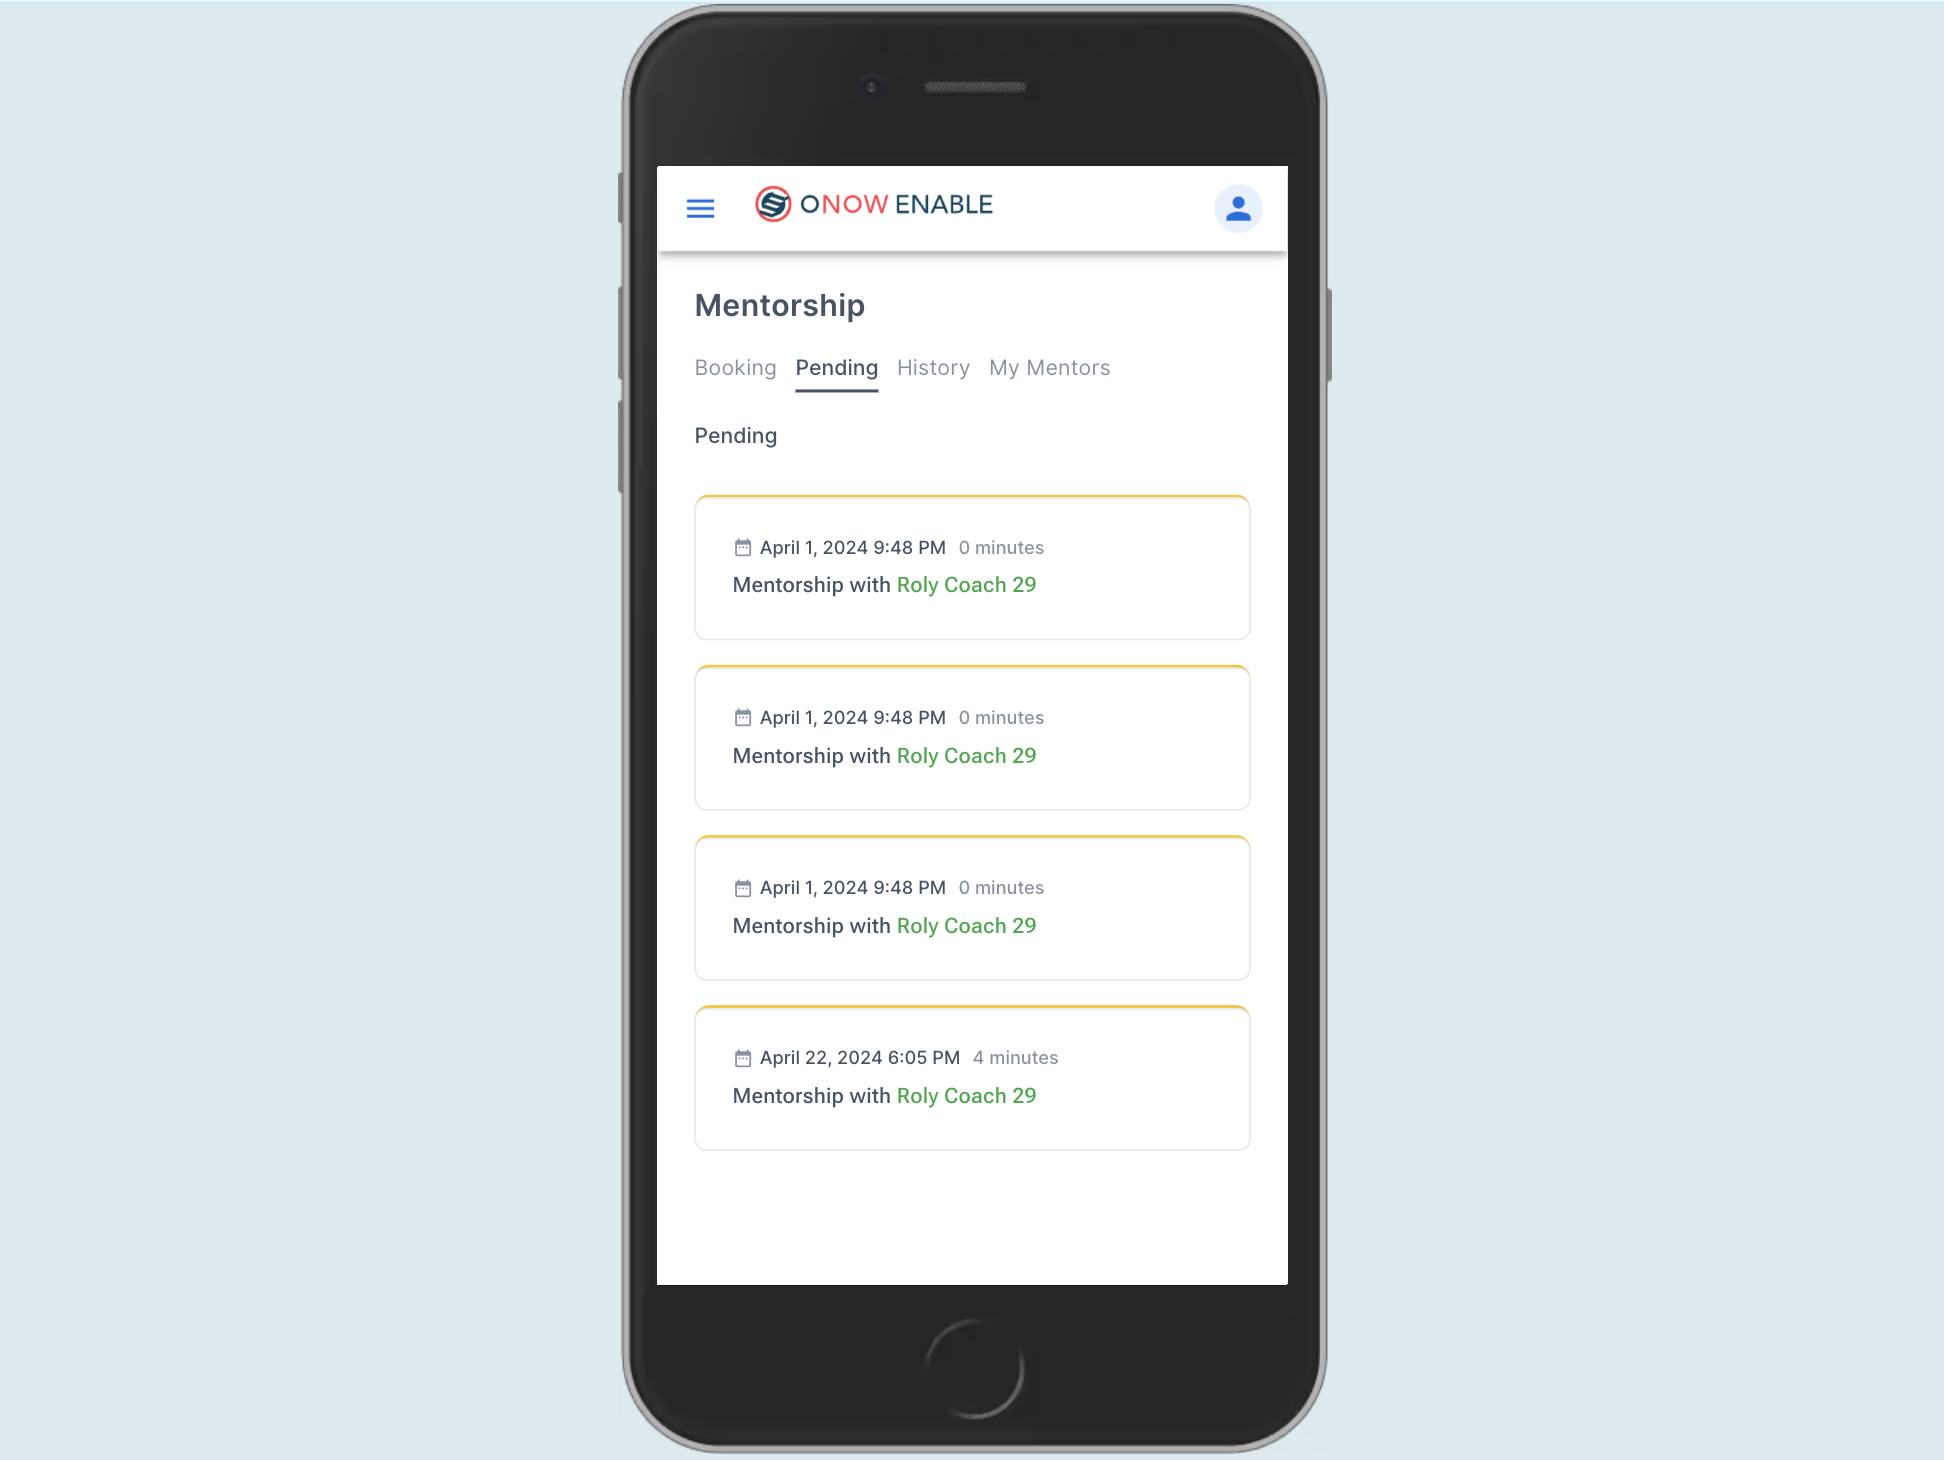 ONOW ENABLE
Mentorship
Booking Pending History My Mentors
Pending
April 1, 2024 9:48 PM 0 minutes
Mentorship with Roly Coach 29
April 1, 2024 9:48 PM 0 minutes
Mentorship with Roly Coach 29
April 1, 2024 9:48 PM 0 minutes
Mentorship with Roly Coach 29
April 22, 2024 6:05 PM 4 minutes
Mentorship with Roly Coach 29